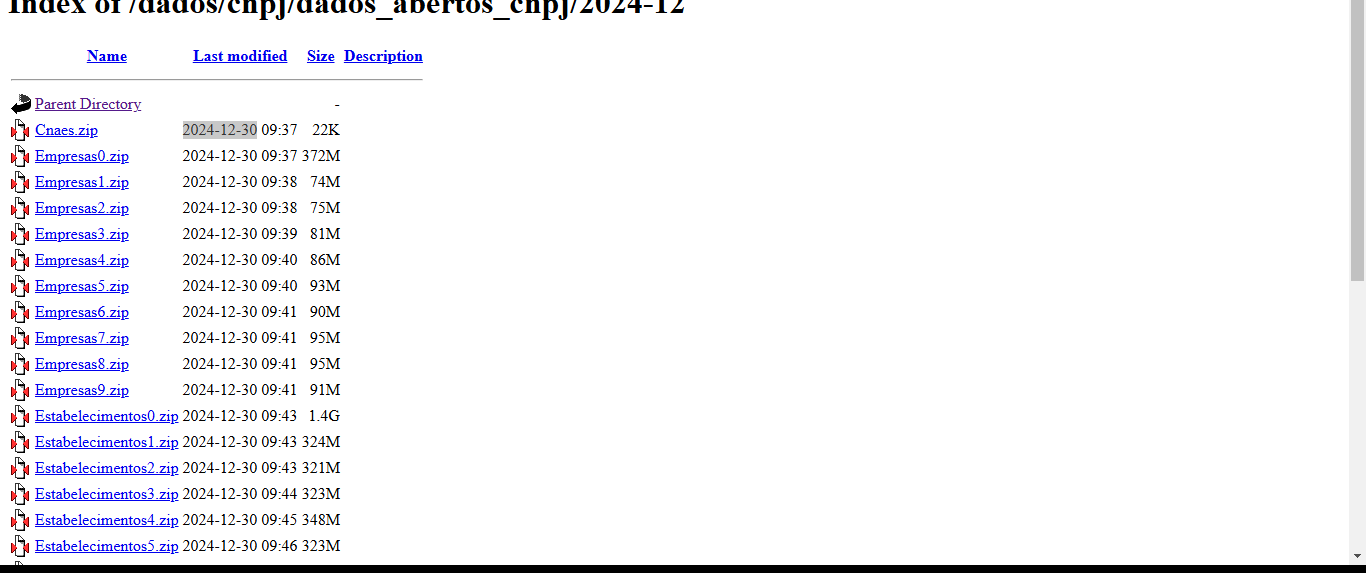 Index of /dados/cnpj/dados_abertos_cnpj/2024-12
Name Last modified Size Description
Parent Directory -
Cnaes.zip 2024-12-30 09:37 22K
Empresas0.zip 2024-12-30 09:37 372M
Empresas1.zip 2024-12-30 09:38 74M
Empresas2.zip 2024-12-30 09:38 75M
Empresas3.zip 2024-12-30 09:39 81M
Empresas4.zip 2024-12-30 09:40 86M
Empresas5.zip 2024-12-30 09:40 93M
Empresas6.zip 2024-12-30 09:41 90M
Empresas7.zip 2024-12-30 09:41 95M
Empresas8.zip 2024-12-30 09:41 95M
Empresas9.zip 2024-12-30 09:41 91M
Estabelecimentos0.zip 2024-12-30 09:43 1.4G
Estabelecimentos1.zip 2024-12-30 09:43 324M
Estabelecimentos2.zip 2024-12-30 09:43 321M
Estabelecimentos3.zip 2024-12-30 09:44 323M
Estabelecimentos4.zip 2024-12-30 09:45 348M
Estabelecimentos5.zip 2024-12-30 09:46 323M